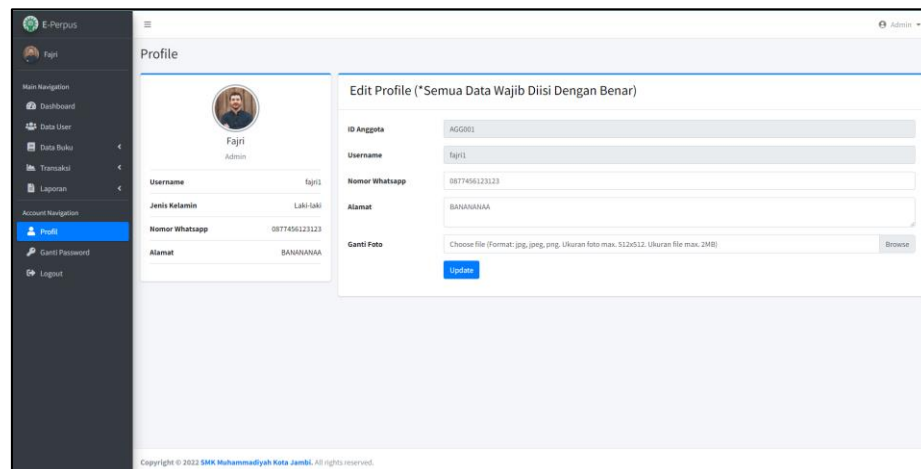 E-Perpus
Admin
Fajri
Main Navigation
Dashboard
Data User
Data Buku
Transaksi
Laporan
Account Navigation
Profil
Ganti Password
Logout
Profile
Fajri
Admin
Username fajri1
Jenis Kelamin Laki-laki
Nomor Whatsapp 0877456123123
Alamat BANANANAA
Edit Profile (*Semua Data Wajib Diisi Dengan Benar)
ID Anggota AGG001
Username fajri1
Nomor Whatsapp 0877456123123
Alamat BANANANAA
Ganti Foto Choose file (Format: jpg, jpeg, png. Ukuran foto max. 512x512. Ukuran file max. 2MB) Browse
Update
Copyright © 2022 SMK Muhammadiyah Kota Jambi. All rights reserved.